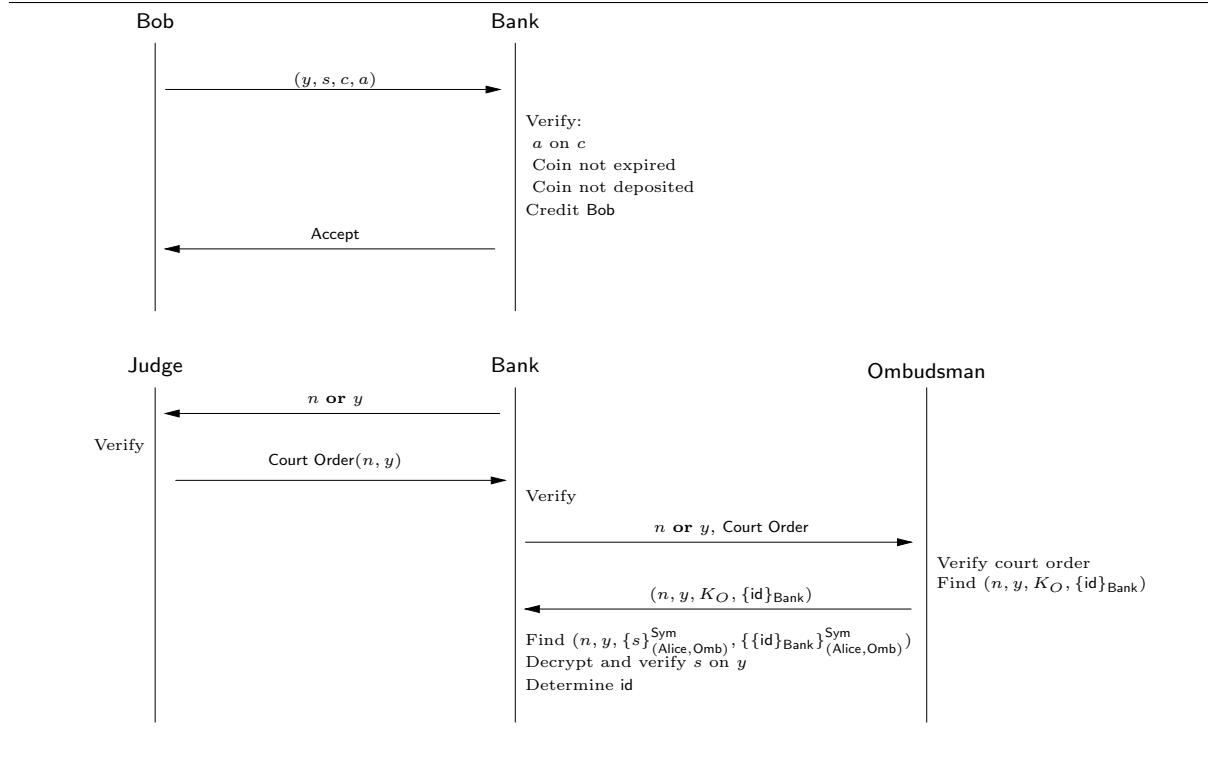 Bob Bank
(y, s, c, a)
Verify:
a on c
Coin not expired
Coin not deposited
Credit Bob
Accept
Judge Bank Ombudsman
n or y
Verify
Court Order(n, y)
Verify
n or y, Court Order
Verify court order
Find (n, y, K_O, {id}_Bank)
(n, y, K_O, {id}_Bank)
Find (n, y, {s}^Sym_(Alice,Omb), {{id}_Bank}^Sym_(Alice,Omb))
Decrypt and verify s on y
Determine id